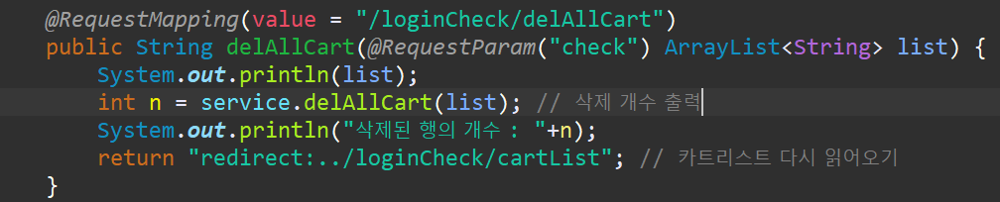 @RequestMapping(value = "/loginCheck/delAllCart")
public String delAllCart(@RequestParam("check") ArrayList<String> list) {
System.out.println(list);
int n = service.delAllCart(list); // 삭제 개수 출력
System.out.println("삭제된 행의 개수 : "+n);
return "redirect:../loginCheck/cartList"; // 카트리스트 다시 읽어오기
}